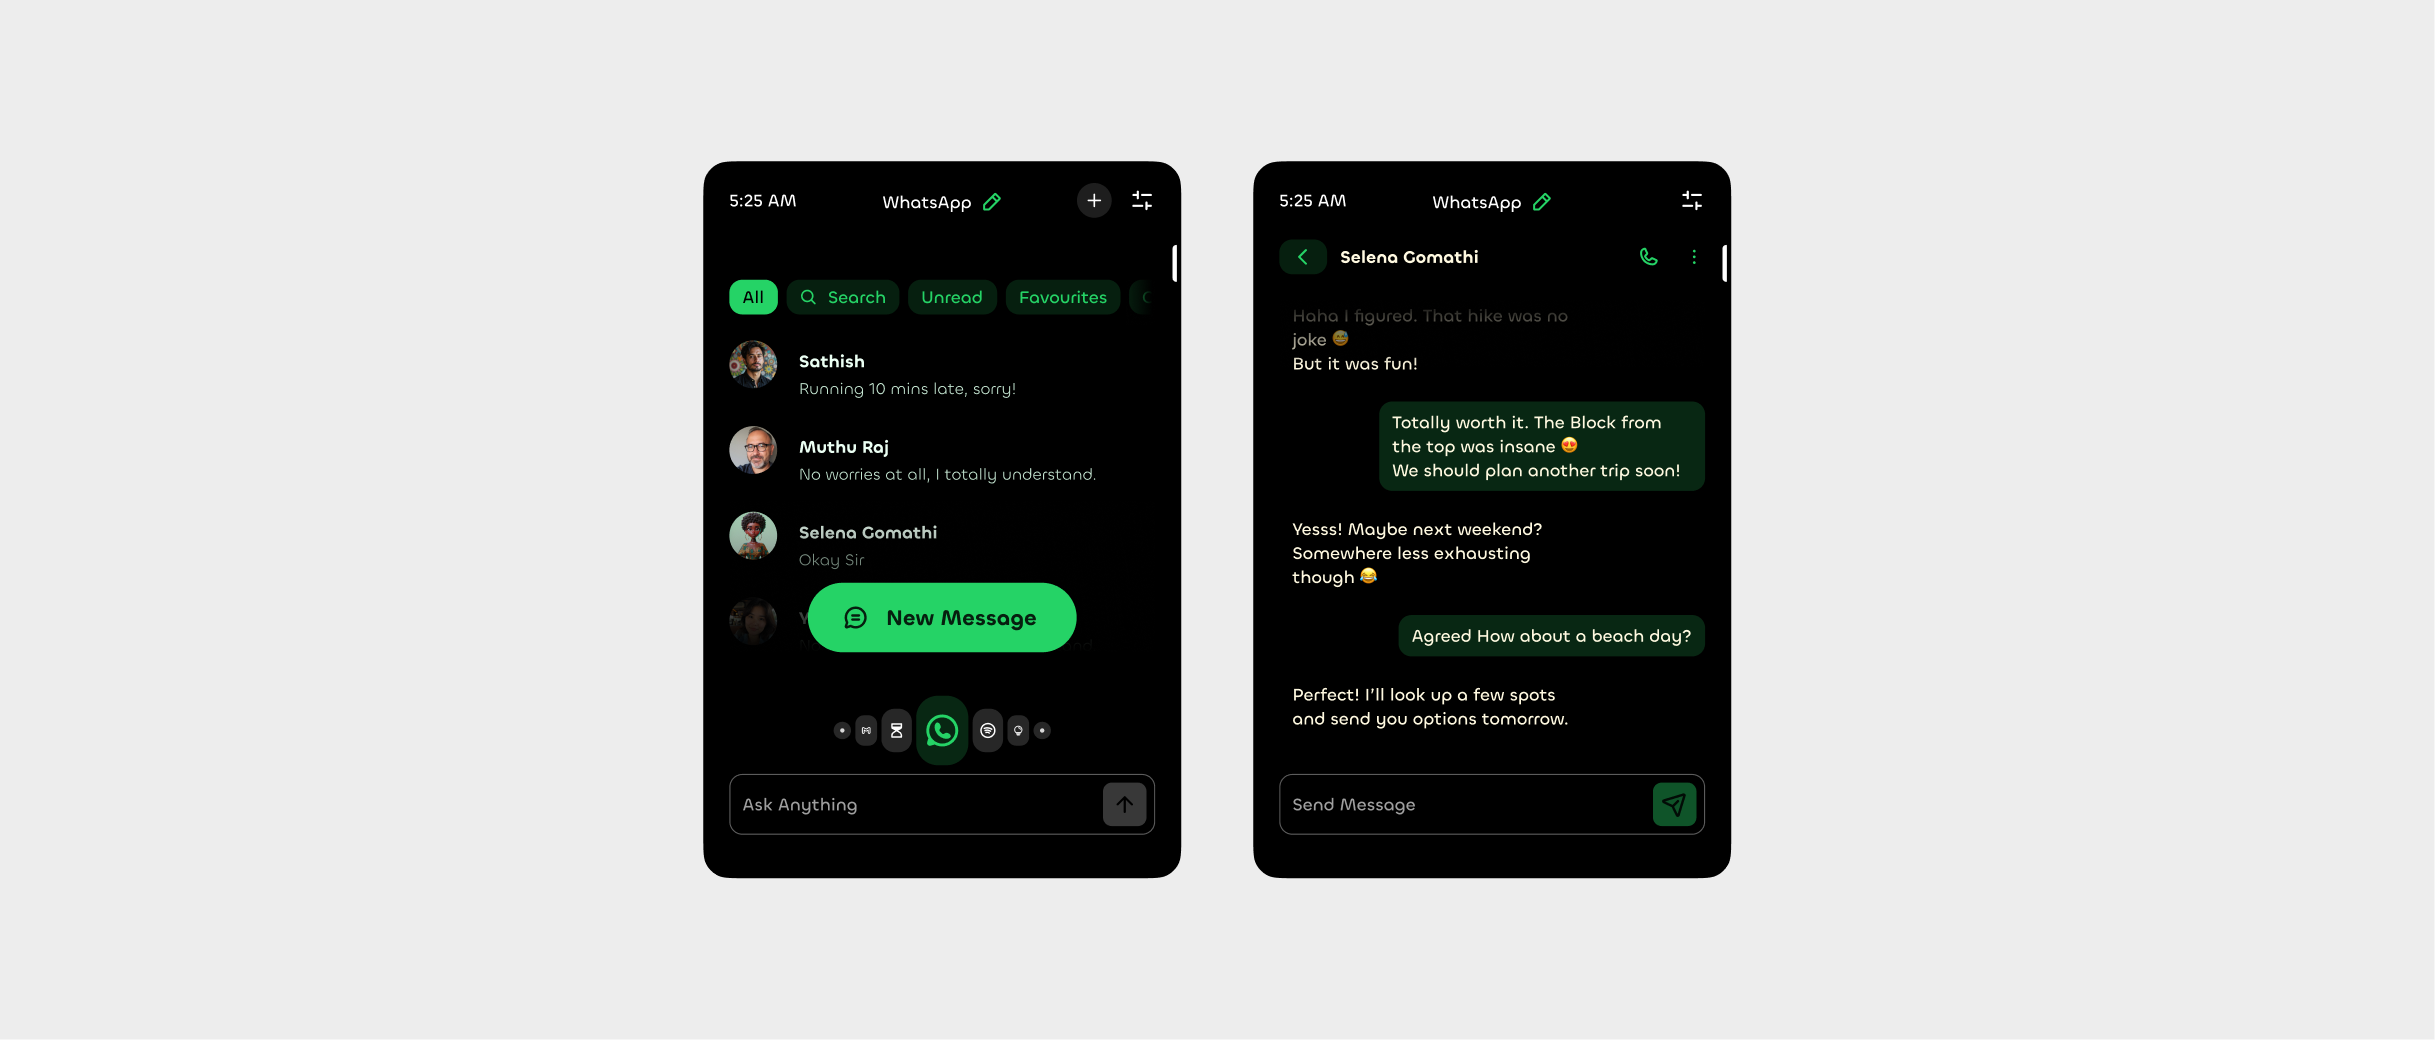 5:25 AM
WhatsApp
All
Search
Unread
Favourites
Sathish
Running 10 mins late, sorry!
Muthu Raj
No worries at all, I totally understand.
Selena Gomathi
Okay Sir
New Message
Ask Anything
5:25 AM
WhatsApp
Selena Gomathi
Haha I figured. That hike was no
joke 😅
But it was fun!
Totally worth it. The Block from
the top was insane 😍
We should plan another trip soon!
Yesss! Maybe next weekend?
Somewhere less exhausting
though 😂
Agreed How about a beach day?
Perfect! I'll look up a few spots
and send you options tomorrow.
Send Message